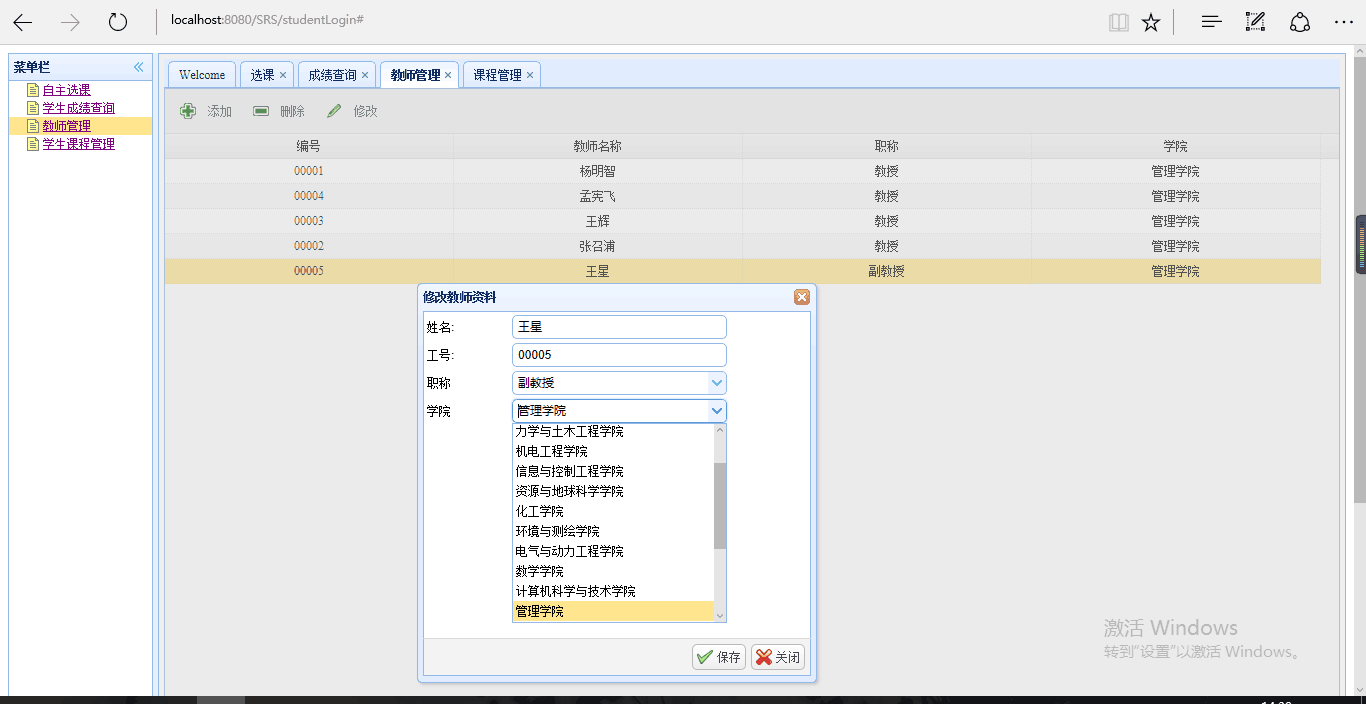 localhost:8080/SRS/studentLogin#
菜单栏
自主选课
学生成绩查询
教师管理
学生课程管理
Welcome 选课 成绩查询 教师管理 课程管理
添加 删除 修改
编号 教师名称 职称 学院
00001 杨明智 教授 管理学院
00004 孟宪飞 教授 管理学院
00003 王辉 教授 管理学院
00002 张召浦 教授 管理学院
00005 王星 副教授 管理学院
修改教师资料
姓名: 王星
工号: 00005
职称 副教授
学院 管理学院
力学与土木工程学院
机电工程学院
信息与控制工程学院
资源与地球科学学院
化工学院
环境与测绘学院
电气与动力工程学院
数学学院
计算机科学与技术学院
管理学院
保存 关闭
激活 Windows
转到"设置"以激活 Windows。